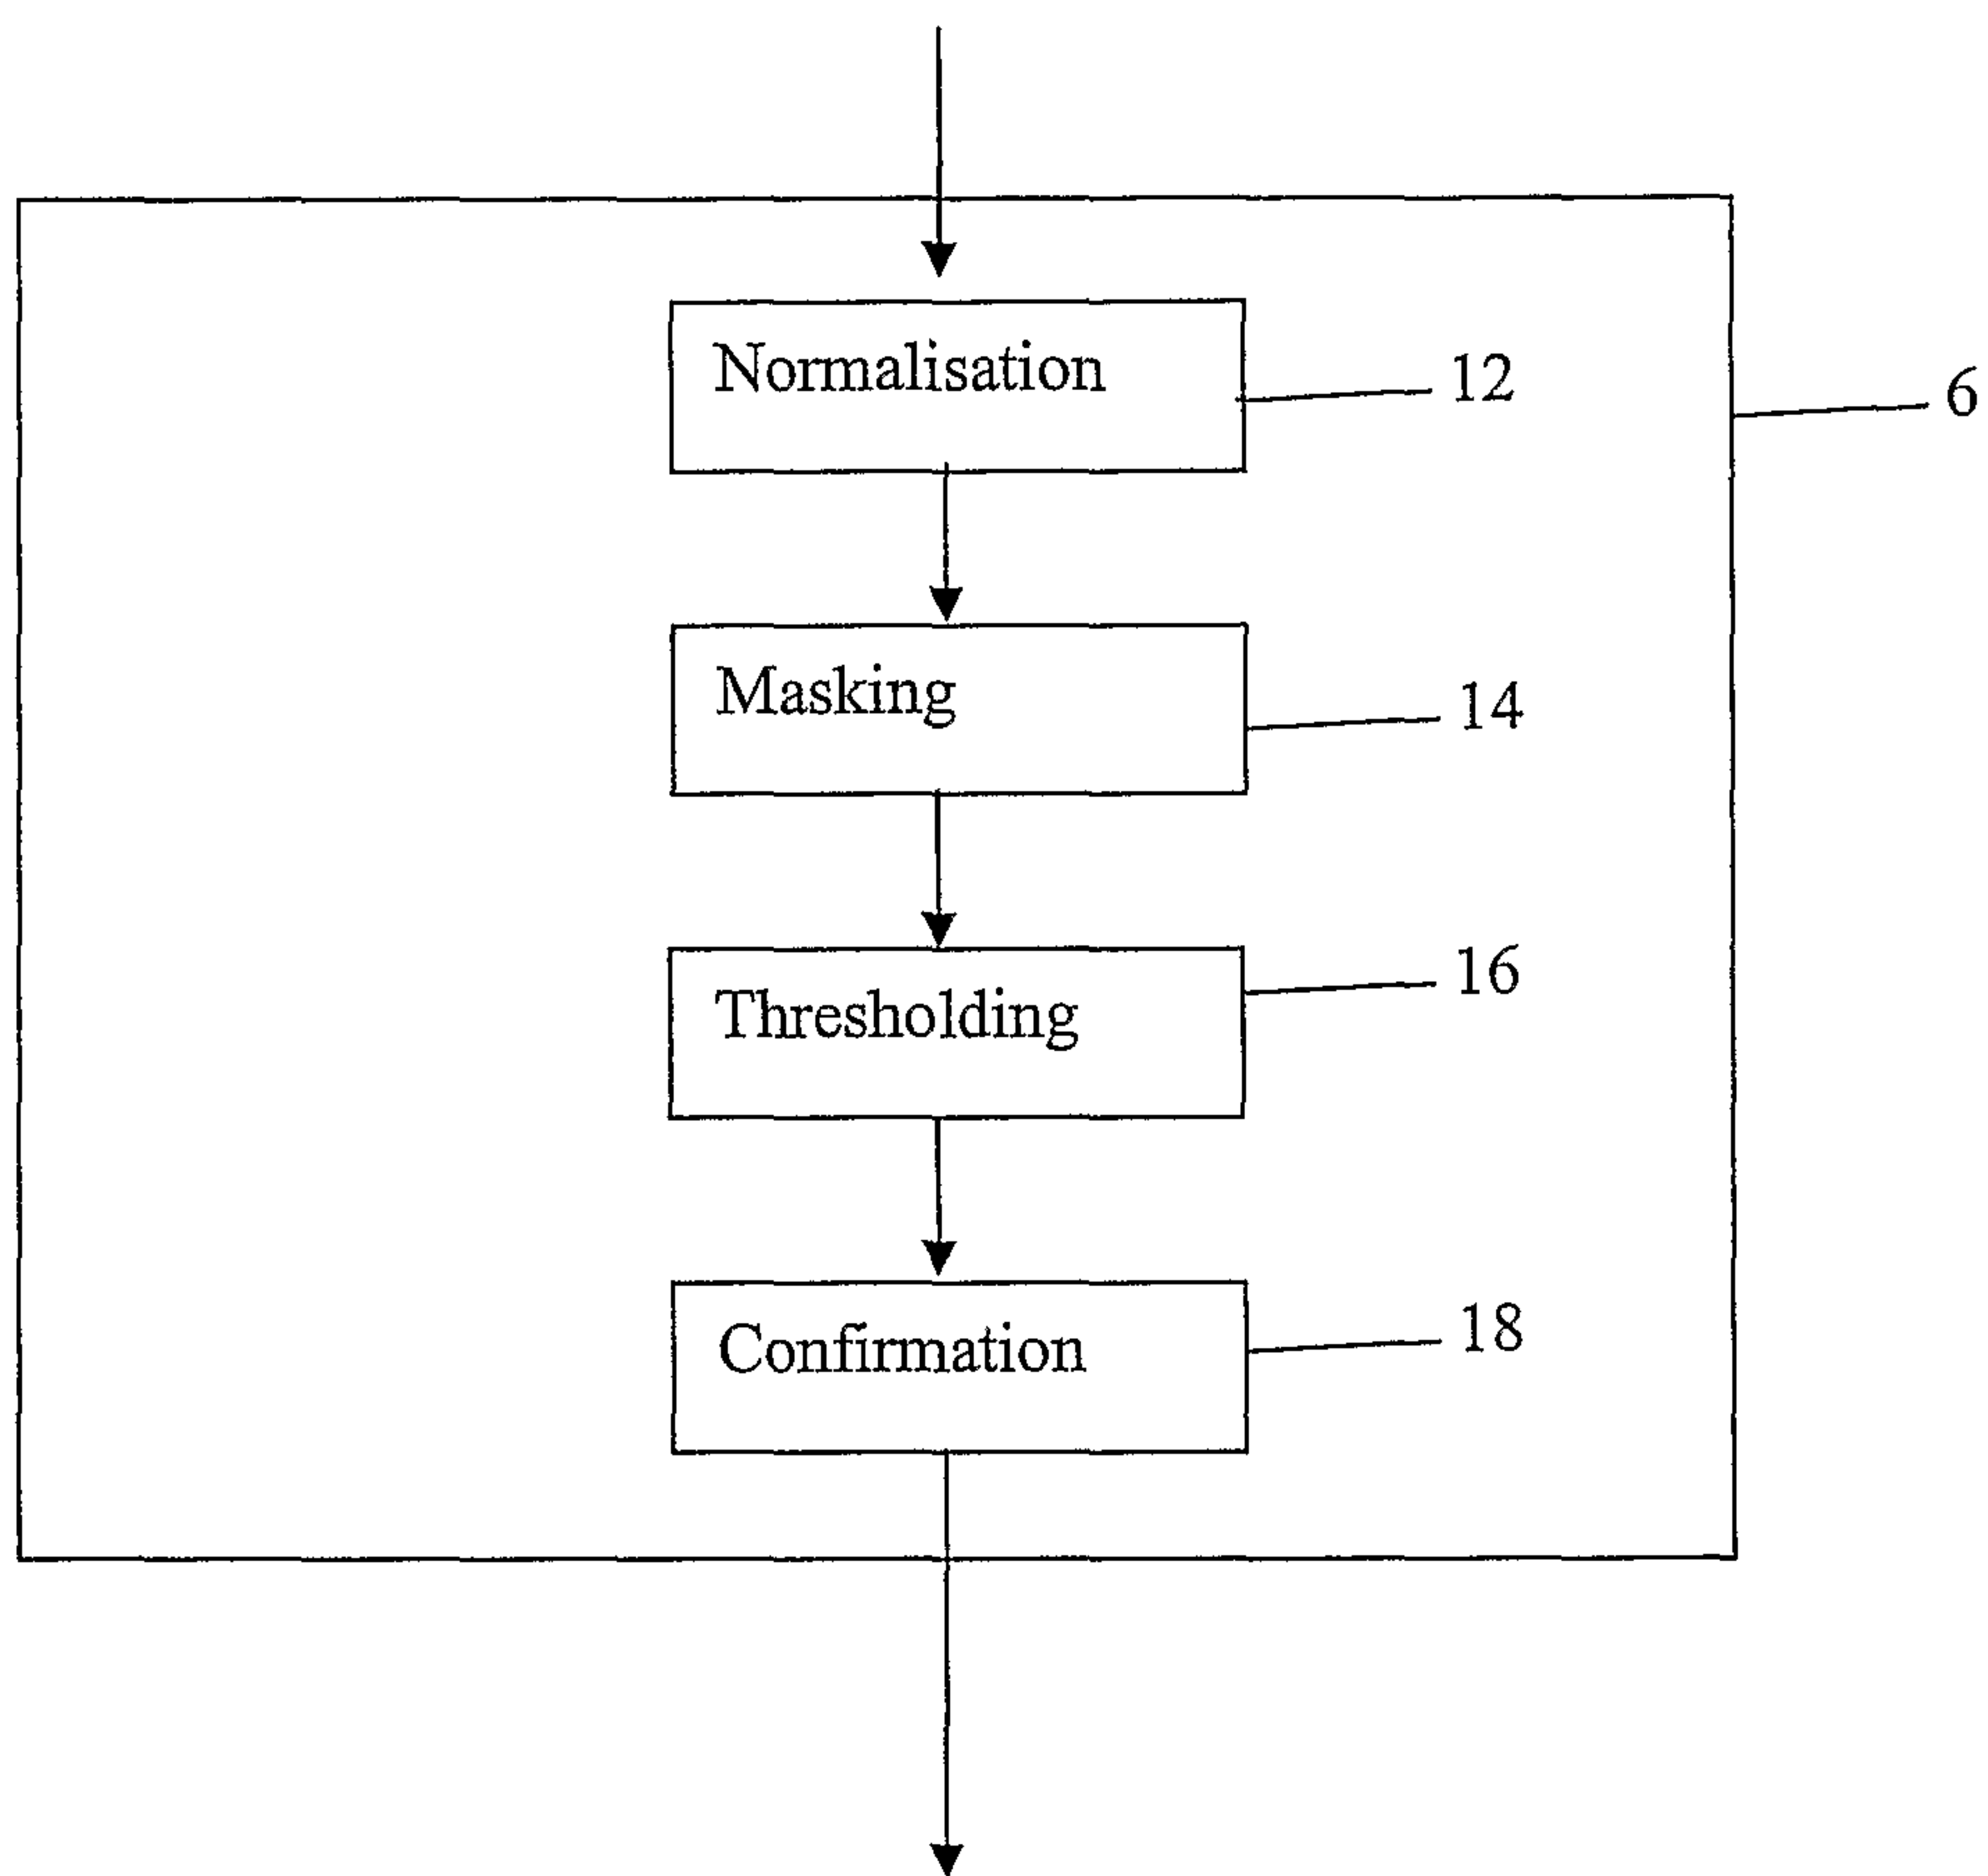 Normalisation
12
6
Masking
14
16
Thresholding
18
Confirmation